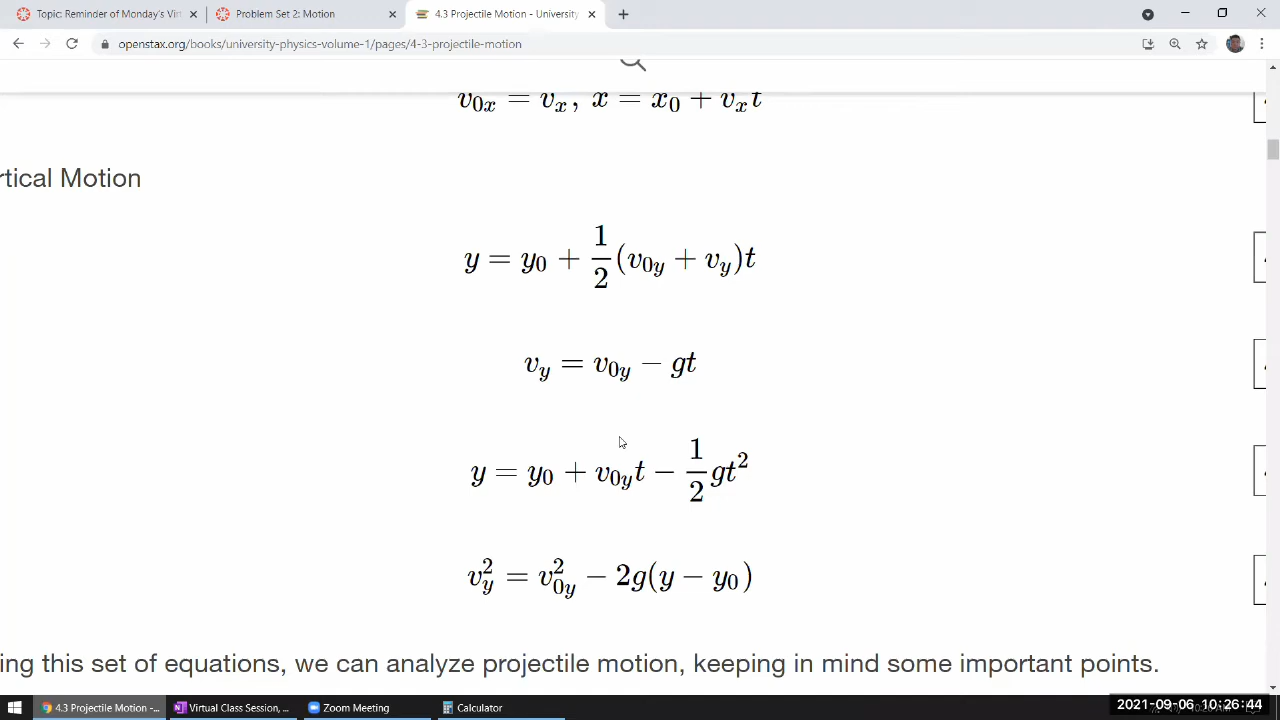 Topic: Reminder of Monday's Vir
Problem Set 2: Motion
4.3 Projectile Motion - University
openstax.org/books/university-physics-volume-1/pages/4-3-projectile-motion
v₀ₓ = vₓ, x = x₀ + vₓt
rtical Motion
y = y₀ + 1/2(v₀y + vy)t
vy = v₀y − gt
y = y₀ + v₀yt − 1/2gt²
vy² = v₀y² − 2g(y − y₀)
ing this set of equations, we can analyze projectile motion, keeping in mind some important points.
4.3 Projectile Motion -...
Virtual Class Session, ...
Zoom Meeting
Calculator
2021-09-06 10:26:44